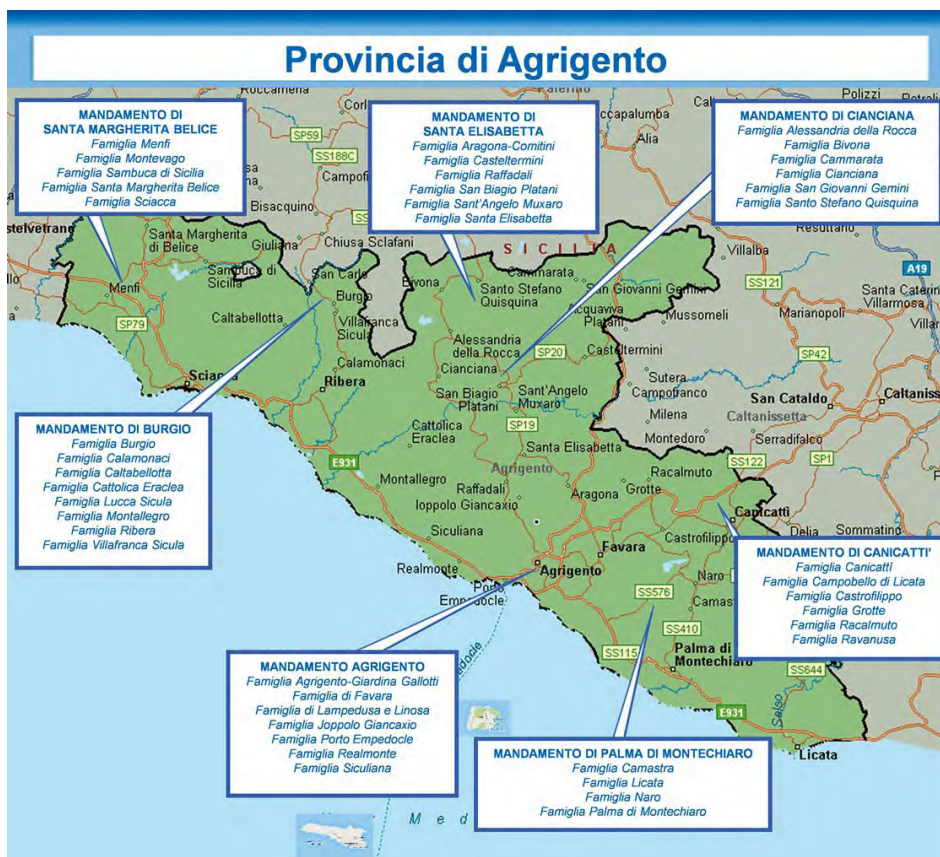 Provincia di Agrigento
MANDAMENTO DI
SANTA MARGHERITA BELICE
Famiglia Menfi
Famiglia Montevago
Famiglia Sambuca di Sicilia
Famiglia Santa Margherita Belice
Famiglia Sciacca
MANDAMENTO DI
SANTA ELISABETTA
Famiglia Aragona-Comitini
Famiglia Casteltermini
Famiglia Raffadali
Famiglia San Biagio Platani
Famiglia Sant'Angelo Muxaro
Famiglia Santa Elisabetta
MANDAMENTO DI CIANCIANA
Famiglia Alessandria della Rocca
Famiglia Bivona
Famiglia Cammarata
Famiglia Cianciana
Famiglia San Giovanni Gemini
Famiglia Santo Stefano Quisquina
MANDAMENTO DI BURGIO
Famiglia Burgio
Famiglia Calamonaci
Famiglia Caltabellotta
Famiglia Cattolica Eraclea
Famiglia Lucca Sicula
Famiglia Montallegro
Famiglia Ribera
Famiglia Villafranca Sicula
MANDAMENTO DI CANICATTI'
Famiglia Canicattì
Famiglia Campobello di Licata
Famiglia Castrofilippo
Famiglia Grotte
Famiglia Racalmuto
Famiglia Ravanusa
MANDAMENTO AGRIGENTO
Famiglia Agrigento-Giardina Gallotti
Famiglia di Favara
Famiglia di Lampedusa e Linosa
Famiglia Joppolo Giancaxio
Famiglia Porto Empedocle
Famiglia Realmonte
Famiglia Siculiana
MANDAMENTO DI PALMA DI MONTECHIARO
Famiglia Camastra
Famiglia Licata
Famiglia Naro
Famiglia Palma di Montechiaro
Roccamena
SP59
SS188C
Campofi
Bisacquino
Chiusa Sclafani
Giuliana
Santa Margherita
di Belice
Sambuca di
Sicilia
San Carlo
Menfi
SP79
Caltabellotta
Burgio
Villafranca
Sicula
Calamonaci
Ribera
Bivona
SICILIA
Cammarata
Santo Stefano
Quisquina
San Giovanni Gemini
Acquaviva
Platani
Alessandria
della Rocca
SP20
Casteltermini
Cianciana
San Biagio
Platani
Sant'Angelo
Muxaro
SP19
Cattolica
Eraclea
Santa Elisabetta
Agrigento
E931
Montallegro
Raffadali
Ioppolo Giancaxio
Aragona
Grotte
Racalmuto
Siculiana
Realmonte
Porto
Empedocle
Agrigento
Favara
Castrofilippo
Canicattì
Naro
SS576
SS410
SS115
Palma di
Montechiaro
SS644
E931
Salso
Licata
Alia
Polizzi
Resuttano
Villalba
SS121
A19
Santa Caterin
Villarmosa
Marianopoli
Mussomeli
SP42
Sutera
Campofranco
Milena
Montedoro
San Cataldo
Caltanissetta
Serradifalco
SS122
SP1
Delia
Sommatino
M e d